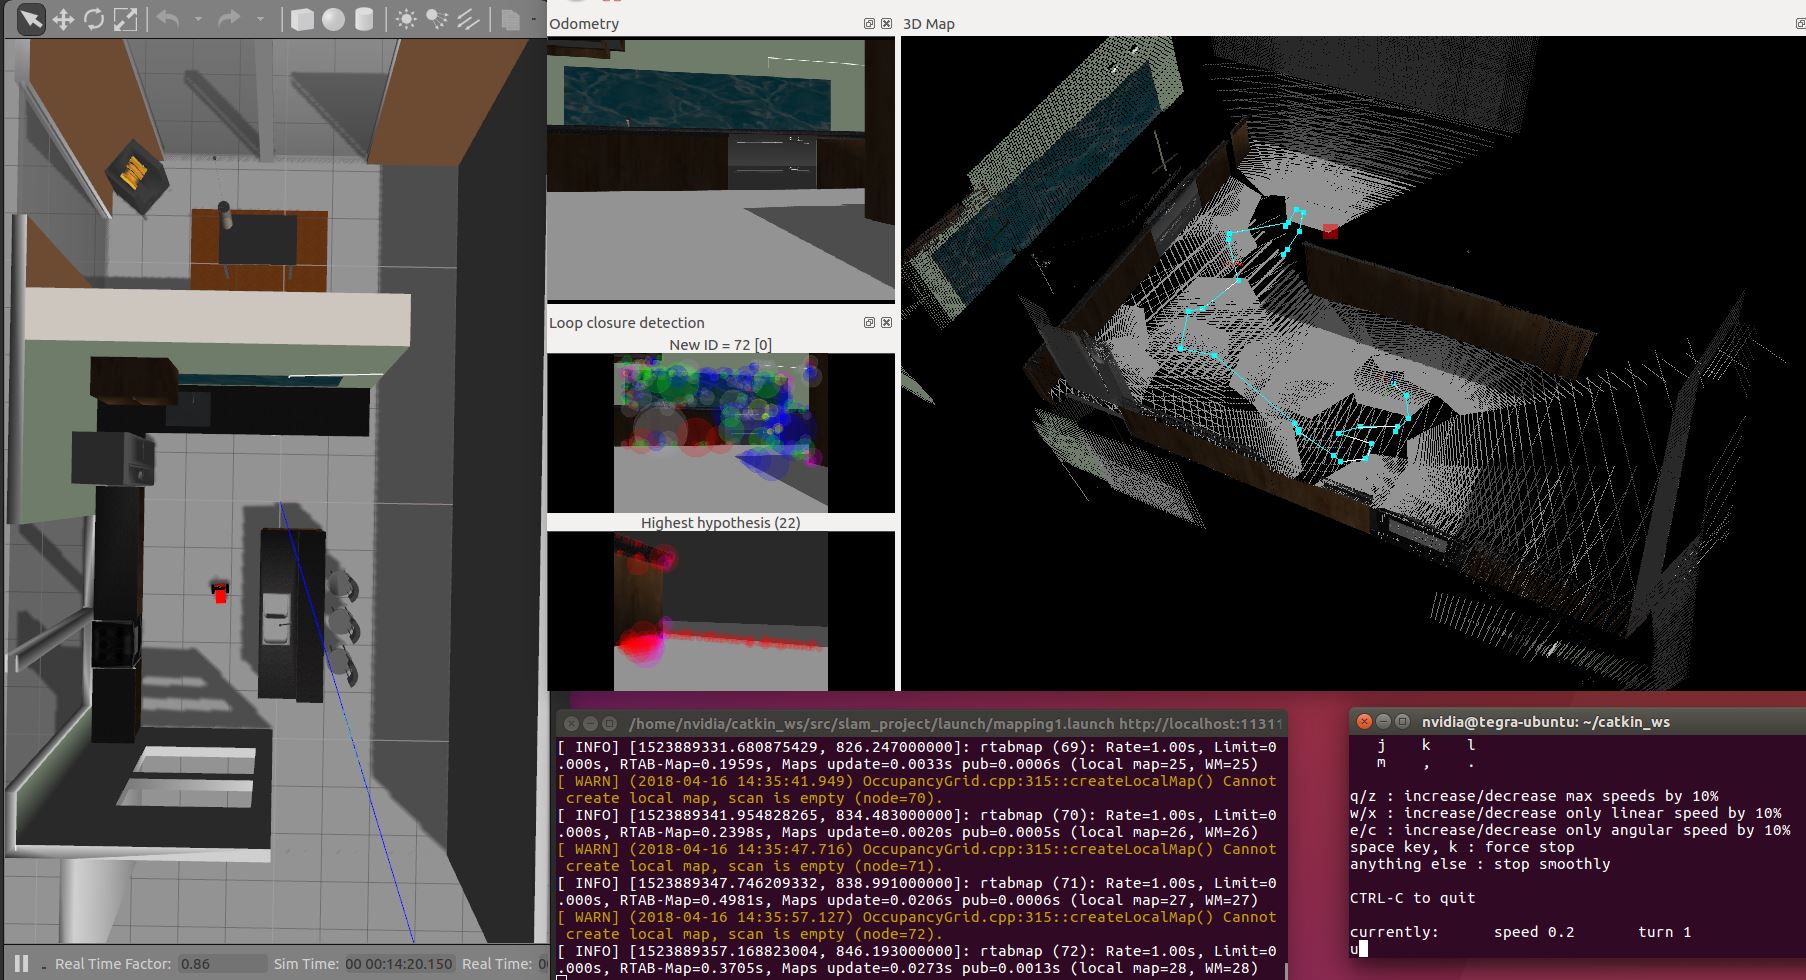 Odometry
3D Map
Loop closure detection
New ID = 72 [0]
Highest hypothesis (22)
/home/nvidia/catkin_ws/src/slam_project/launch/mapping1.launch http://localhost:11311
[ INFO] [1523889331.680875429, 826.247000000]: rtabmap (69): Rate=1.00s, Limit=0
.000s, RTAB-Map=0.1959s, Maps update=0.0033s pub=0.0006s (local map=25, WM=25)
[ WARN] (2018-04-16 14:35:41.949) OccupancyGrid.cpp:315::createLocalMap() Cannot
create local map, scan is empty (node=70).
[ INFO] [1523889341.954828265, 834.483000000]: rtabmap (70): Rate=1.00s, Limit=0
.000s, RTAB-Map=0.2398s, Maps update=0.0020s pub=0.0005s (local map=26, WM=26)
[ WARN] (2018-04-16 14:35:47.716) OccupancyGrid.cpp:315::createLocalMap() Cannot
create local map, scan is empty (node=71).
[ INFO] [1523889347.746209332, 838.991000000]: rtabmap (71): Rate=1.00s, Limit=0
.000s, RTAB-Map=0.4981s, Maps update=0.0206s pub=0.0006s (local map=27, WM=27)
[ WARN] (2018-04-16 14:35:57.127) OccupancyGrid.cpp:315::createLocalMap() Cannot
create local map, scan is empty (node=72).
[ INFO] [1523889357.168823004, 846.193000000]: rtabmap (72): Rate=1.00s, Limit=0
.000s, RTAB-Map=0.3705s, Maps update=0.0273s pub=0.0013s (local map=28, WM=28)
nvidia@tegra-ubuntu: ~/catkin_ws
j k l
m , .
q/z : increase/decrease max speeds by 10%
w/x : increase/decrease only linear speed by 10%
e/c : increase/decrease only angular speed by 10%
space key, k : force stop
anything else : stop smoothly
CTRL-C to quit
currently: speed 0.2 turn 1
u
Real Time Factor: 0.86 Sim Time: 00 00:14:20.150 Real Time: